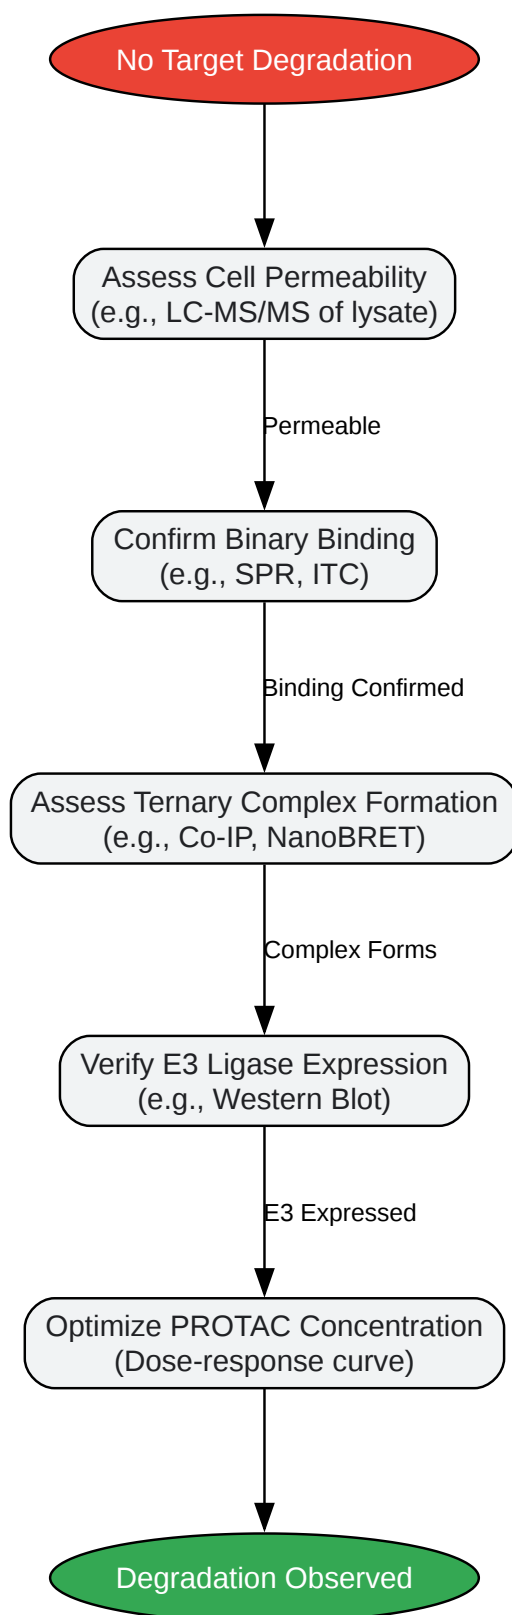 No Target Degradation
Assess Cell Permeability
(e.g., LC-MS/MS of lysate)
Permeable
Confirm Binary Binding
(e.g., SPR, ITC)
Binding Confirmed
Assess Ternary Complex Formation
(e.g., Co-IP, NanoBRET)
Complex Forms
Verify E3 Ligase Expression
(e.g., Western Blot)
E3 Expressed
Optimize PROTAC Concentration
(Dose-response curve)
Degradation Observed